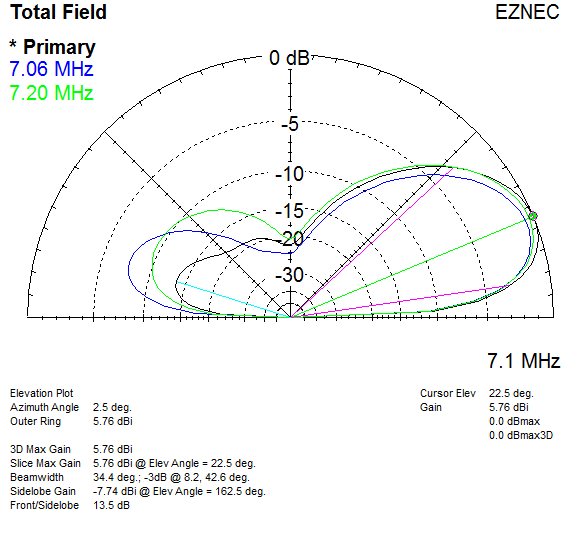 Total Field
EZNEC
* Primary
7.06 MHz
7.20 MHz
0 dB
-5
-10
-15
-20
-30
7.1 MHz
Elevation Plot
Azimuth Angle 2.5 deg.
Outer Ring 5.76 dBi
3D Max Gain 5.76 dBi
Slice Max Gain 5.76 dBi @ Elev Angle = 22.5 deg.
Beamwidth 34.4 deg.; -3dB @ 8.2, 42.6 deg.
Sidelobe Gain -7.74 dBi @ Elev Angle = 162.5 deg.
Front/Sidelobe 13.5 dB
Cursor Elev 22.5 deg.
Gain 5.76 dBi
0.0 dBmax
0.0 dBmax3D